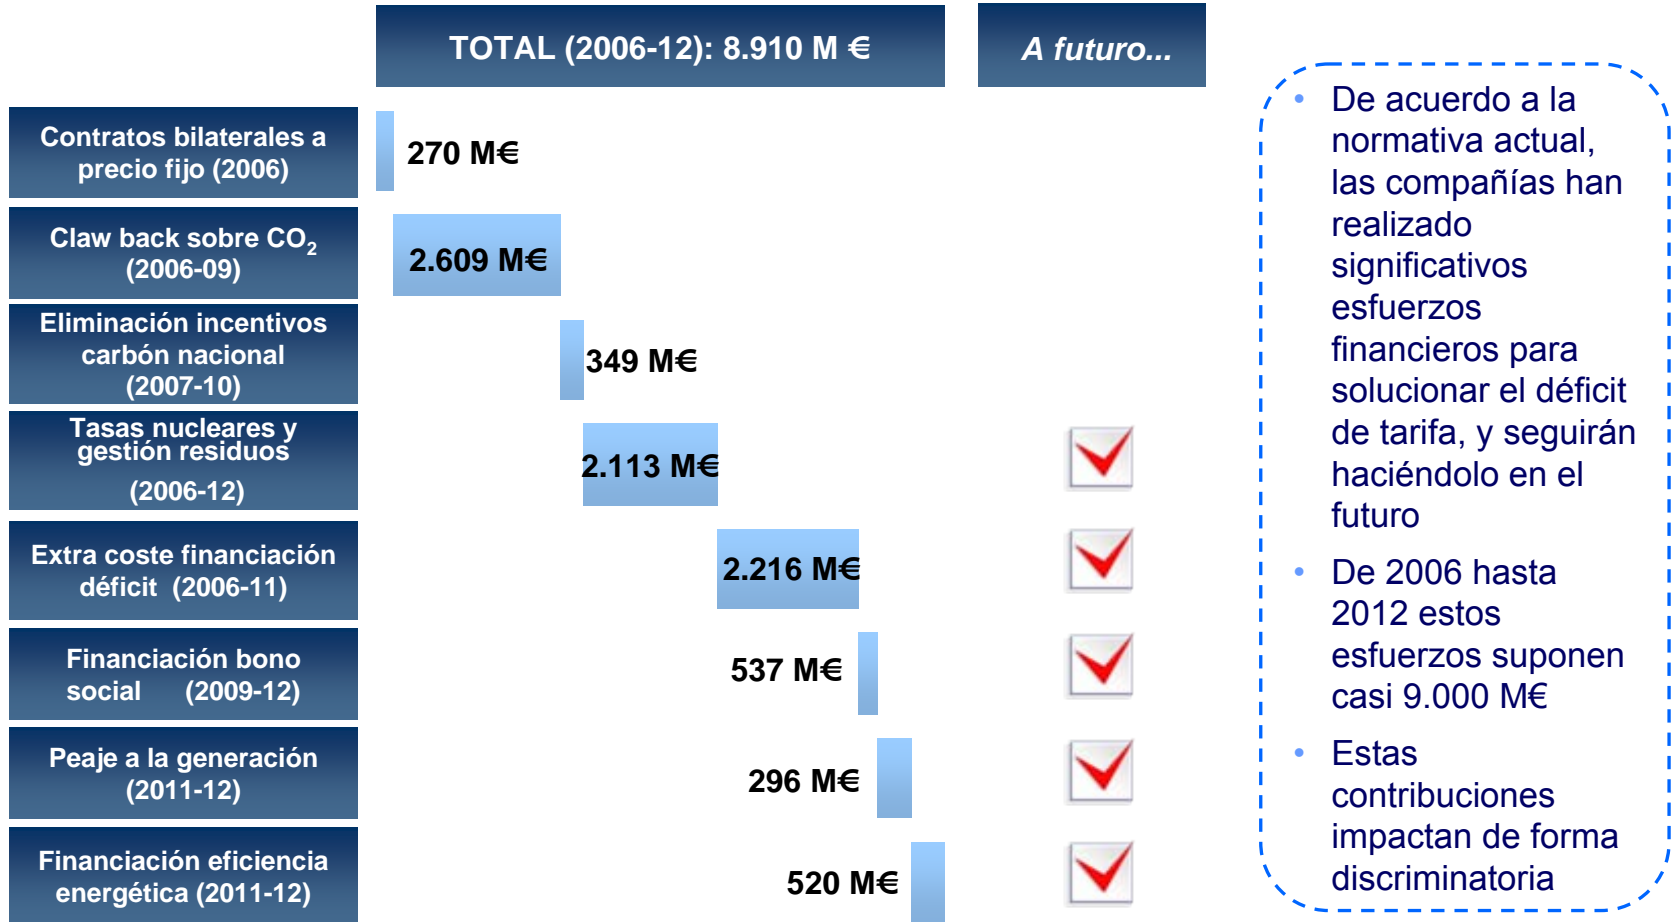 TOTAL (2006-12): 8.910 M €
A futuro...
Contratos bilaterales a
precio fijo (2006)
270 M€
Claw back sobre CO₂
(2006-09)
2.609 M€
Eliminación incentivos
carbón nacional
(2007-10)
349 M€
Tasas nucleares y
gestión residuos
(2006-12)
2.113 M€
Extra coste financiación
déficit (2006-11)
2.216 M€
Financiación bono
social (2009-12)
537 M€
Peaje a la generación
(2011-12)
296 M€
Financiación eficiencia
energética (2011-12)
520 M€
• De acuerdo a la
normativa actual,
las compañías han
realizado
significativos
esfuerzos
financieros para
solucionar el déficit
de tarifa, y seguirán
haciéndolo en el
futuro
• De 2006 hasta
2012 estos
esfuerzos suponen
casi 9.000 M€
• Estas
contribuciones
impactan de forma
discriminatoria